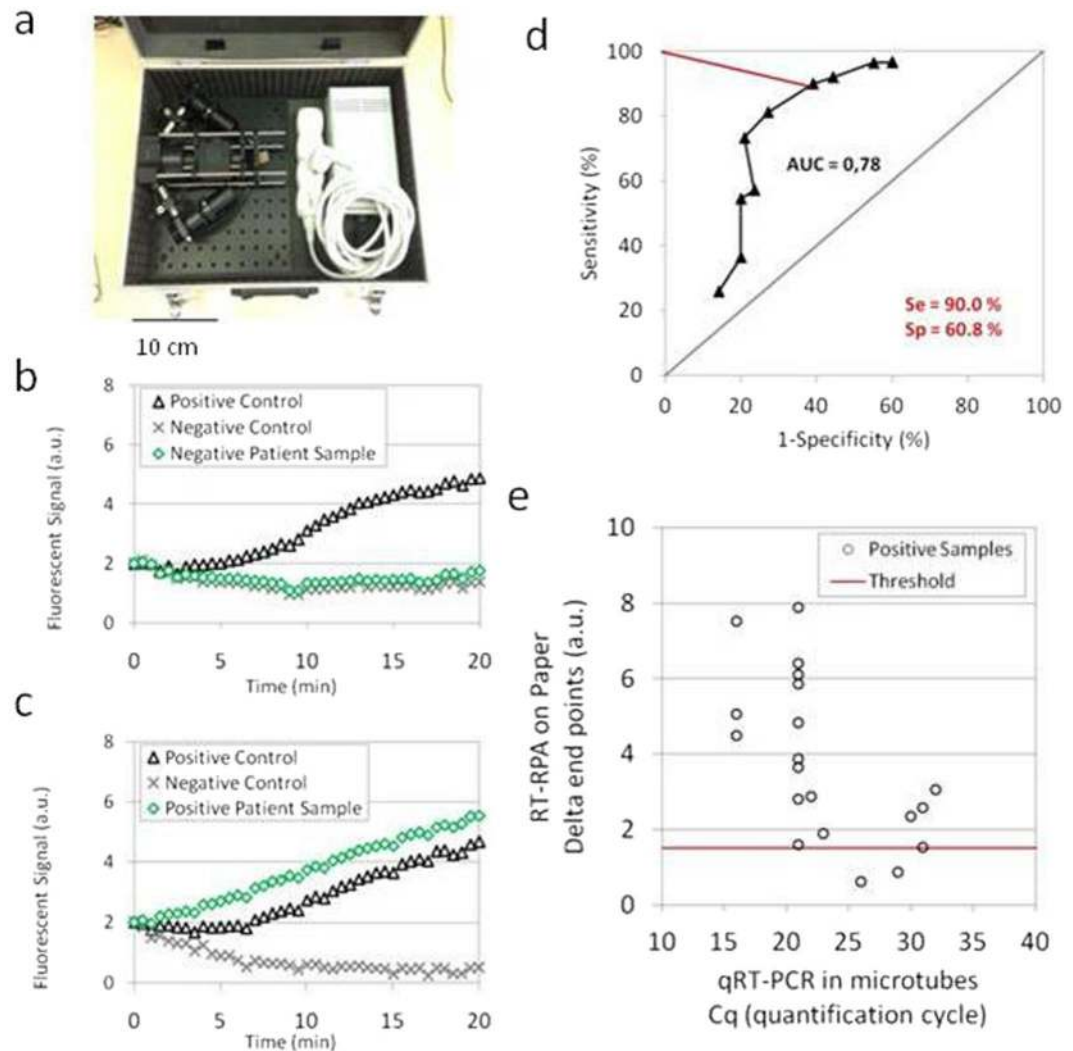 a
10 cm
b
8
6
4
2
0
Fluorescent Signal (a.u.)
Positive Control
Negative Control
Negative Patient Sample
0 5 10 15 20
Time (min)
c
8
6
4
2
0
Fluorescent Signal (a.u.)
Positive Control
Negative Control
Positive Patient Sample
0 5 10 15 20
Time (min)
d
100
80
60
40
20
0
Sensitivity (%)
AUC = 0,78
Se = 90.0 %
Sp = 60.8 %
0 20 40 60 80 100
1-Specificity (%)
e
10
8
6
4
2
0
RT-RPA on Paper
Delta end points (a.u.)
Positive Samples
Threshold
10 15 20 25 30 35 40
qRT-PCR in microtubes
Cq (quantification cycle)